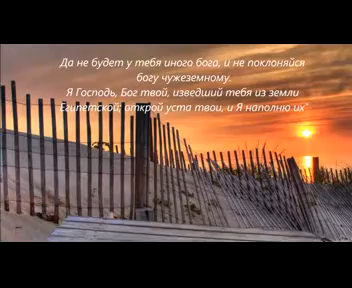 Да не будет у тебя иного бога, и не поклоняйся
богу чужеземному.
Я Господь, Бог твой, изведший тебя из земли
Египетской; открой уста твои, и Я наполню их"